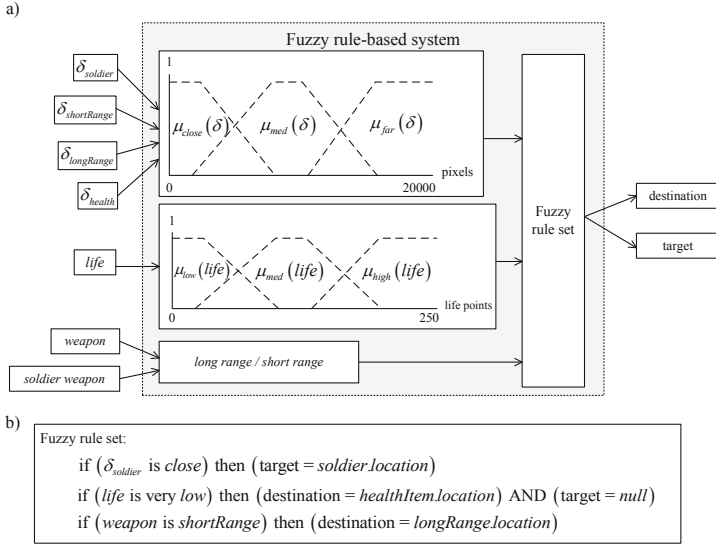 a)
Fuzzy rule-based system
δsoldier
δshortRange
δlongRange
δhealth
1
μclose (δ)
μmed (δ)
μfar (δ)
pixels
0
20000
life
1
μlow (life)
μmed (life)
μhigh (life)
life points
0
250
weapon
soldier weapon
long range / short range
Fuzzy
rule set
destination
target
b)
Fuzzy rule set:
if (δsoldier is close) then (target = soldier.location)
if (life is very low) then (destination = healthItem.location) AND (target = null)
if (weapon is shortRange) then (destination = longRange.location)